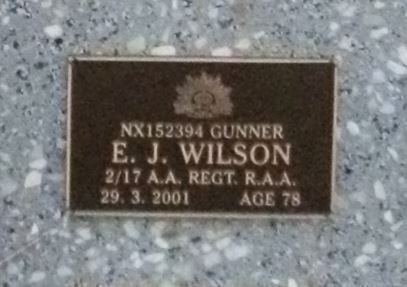 NX152394 GUNNER
E. J. WILSON
2/17 A.A. REGT. R.A.A.
29. 3. 2001 AGE 78